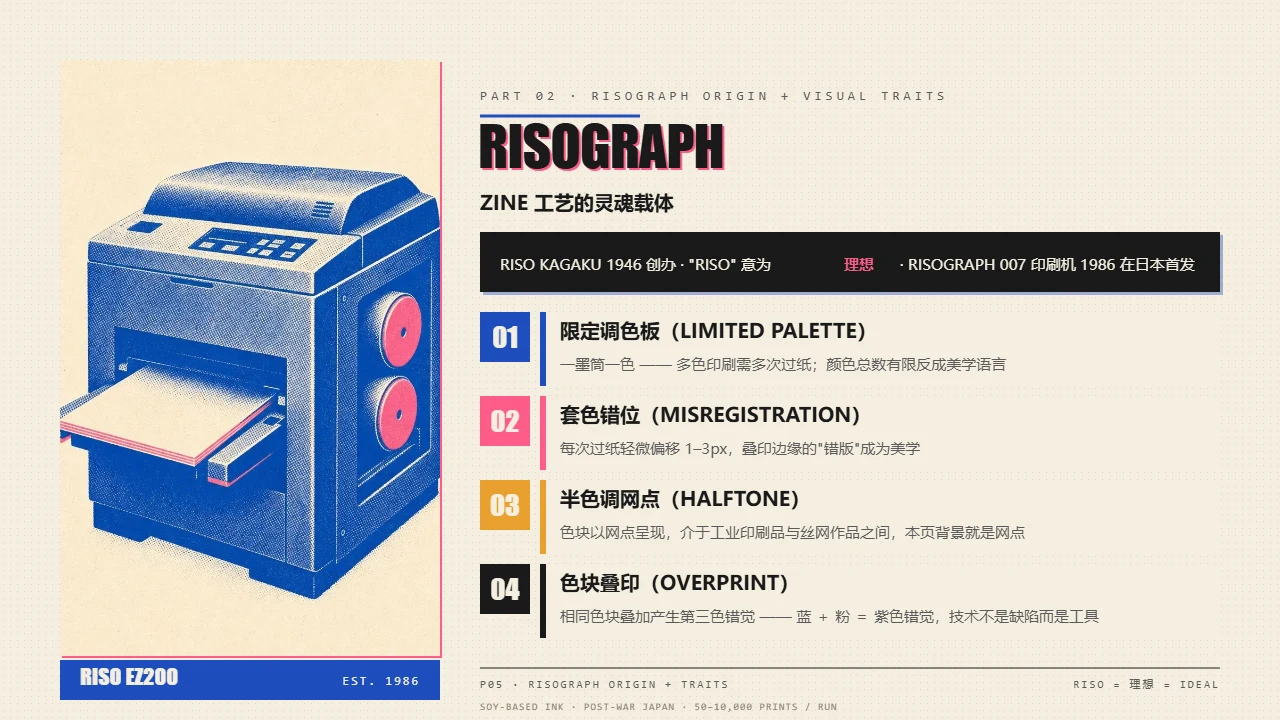 PART 02 · RISOGRAPH ORIGIN + VISUAL TRAITS
RISOGRAPH
ZINE 工艺的灵魂载体
RISO KAGAKU 1946 创办 · "RISO" 意为 理想 · RISOGRAPH 007 印刷机 1986 在日本首发
01
限定调色板（LIMITED PALETTE）
一墨筒一色 —— 多色印刷需多次过纸；颜色总数有限反成美学语言
02
套色错位（MISREGISTRATION）
每次过纸轻微偏移 1–3px，叠印边缘的"错版"成为美学
03
半色调网点（HALFTONE）
色块以网点呈现，介于工业印刷品与丝网作品之间，本页背景就是网点
04
色块叠印（OVERPRINT）
相同色块叠加产生第三色错觉 —— 蓝 + 粉 = 紫色错觉，技术不是缺陷而是工具
RISO EZ200
EST. 1986
P05 · RISOGRAPH ORIGIN + TRAITS
RISO = 理想 = IDEAL
SOY-BASED INK · POST-WAR JAPAN · 50–10,000 PRINTS / RUN